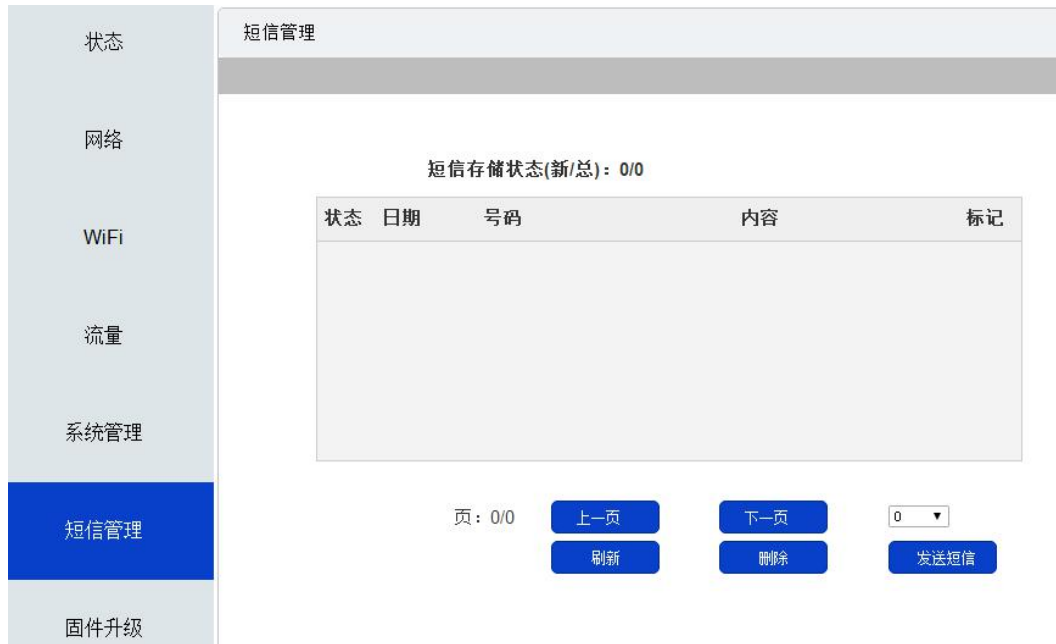 状态
网络
WiFi
流量
系统管理
短信管理
固件升级
短信管理
短信存储状态(新/总)：0/0
状态 日期 号码 内容 标记
页：0/0 上一页 下一页 0
刷新 删除 发送短信